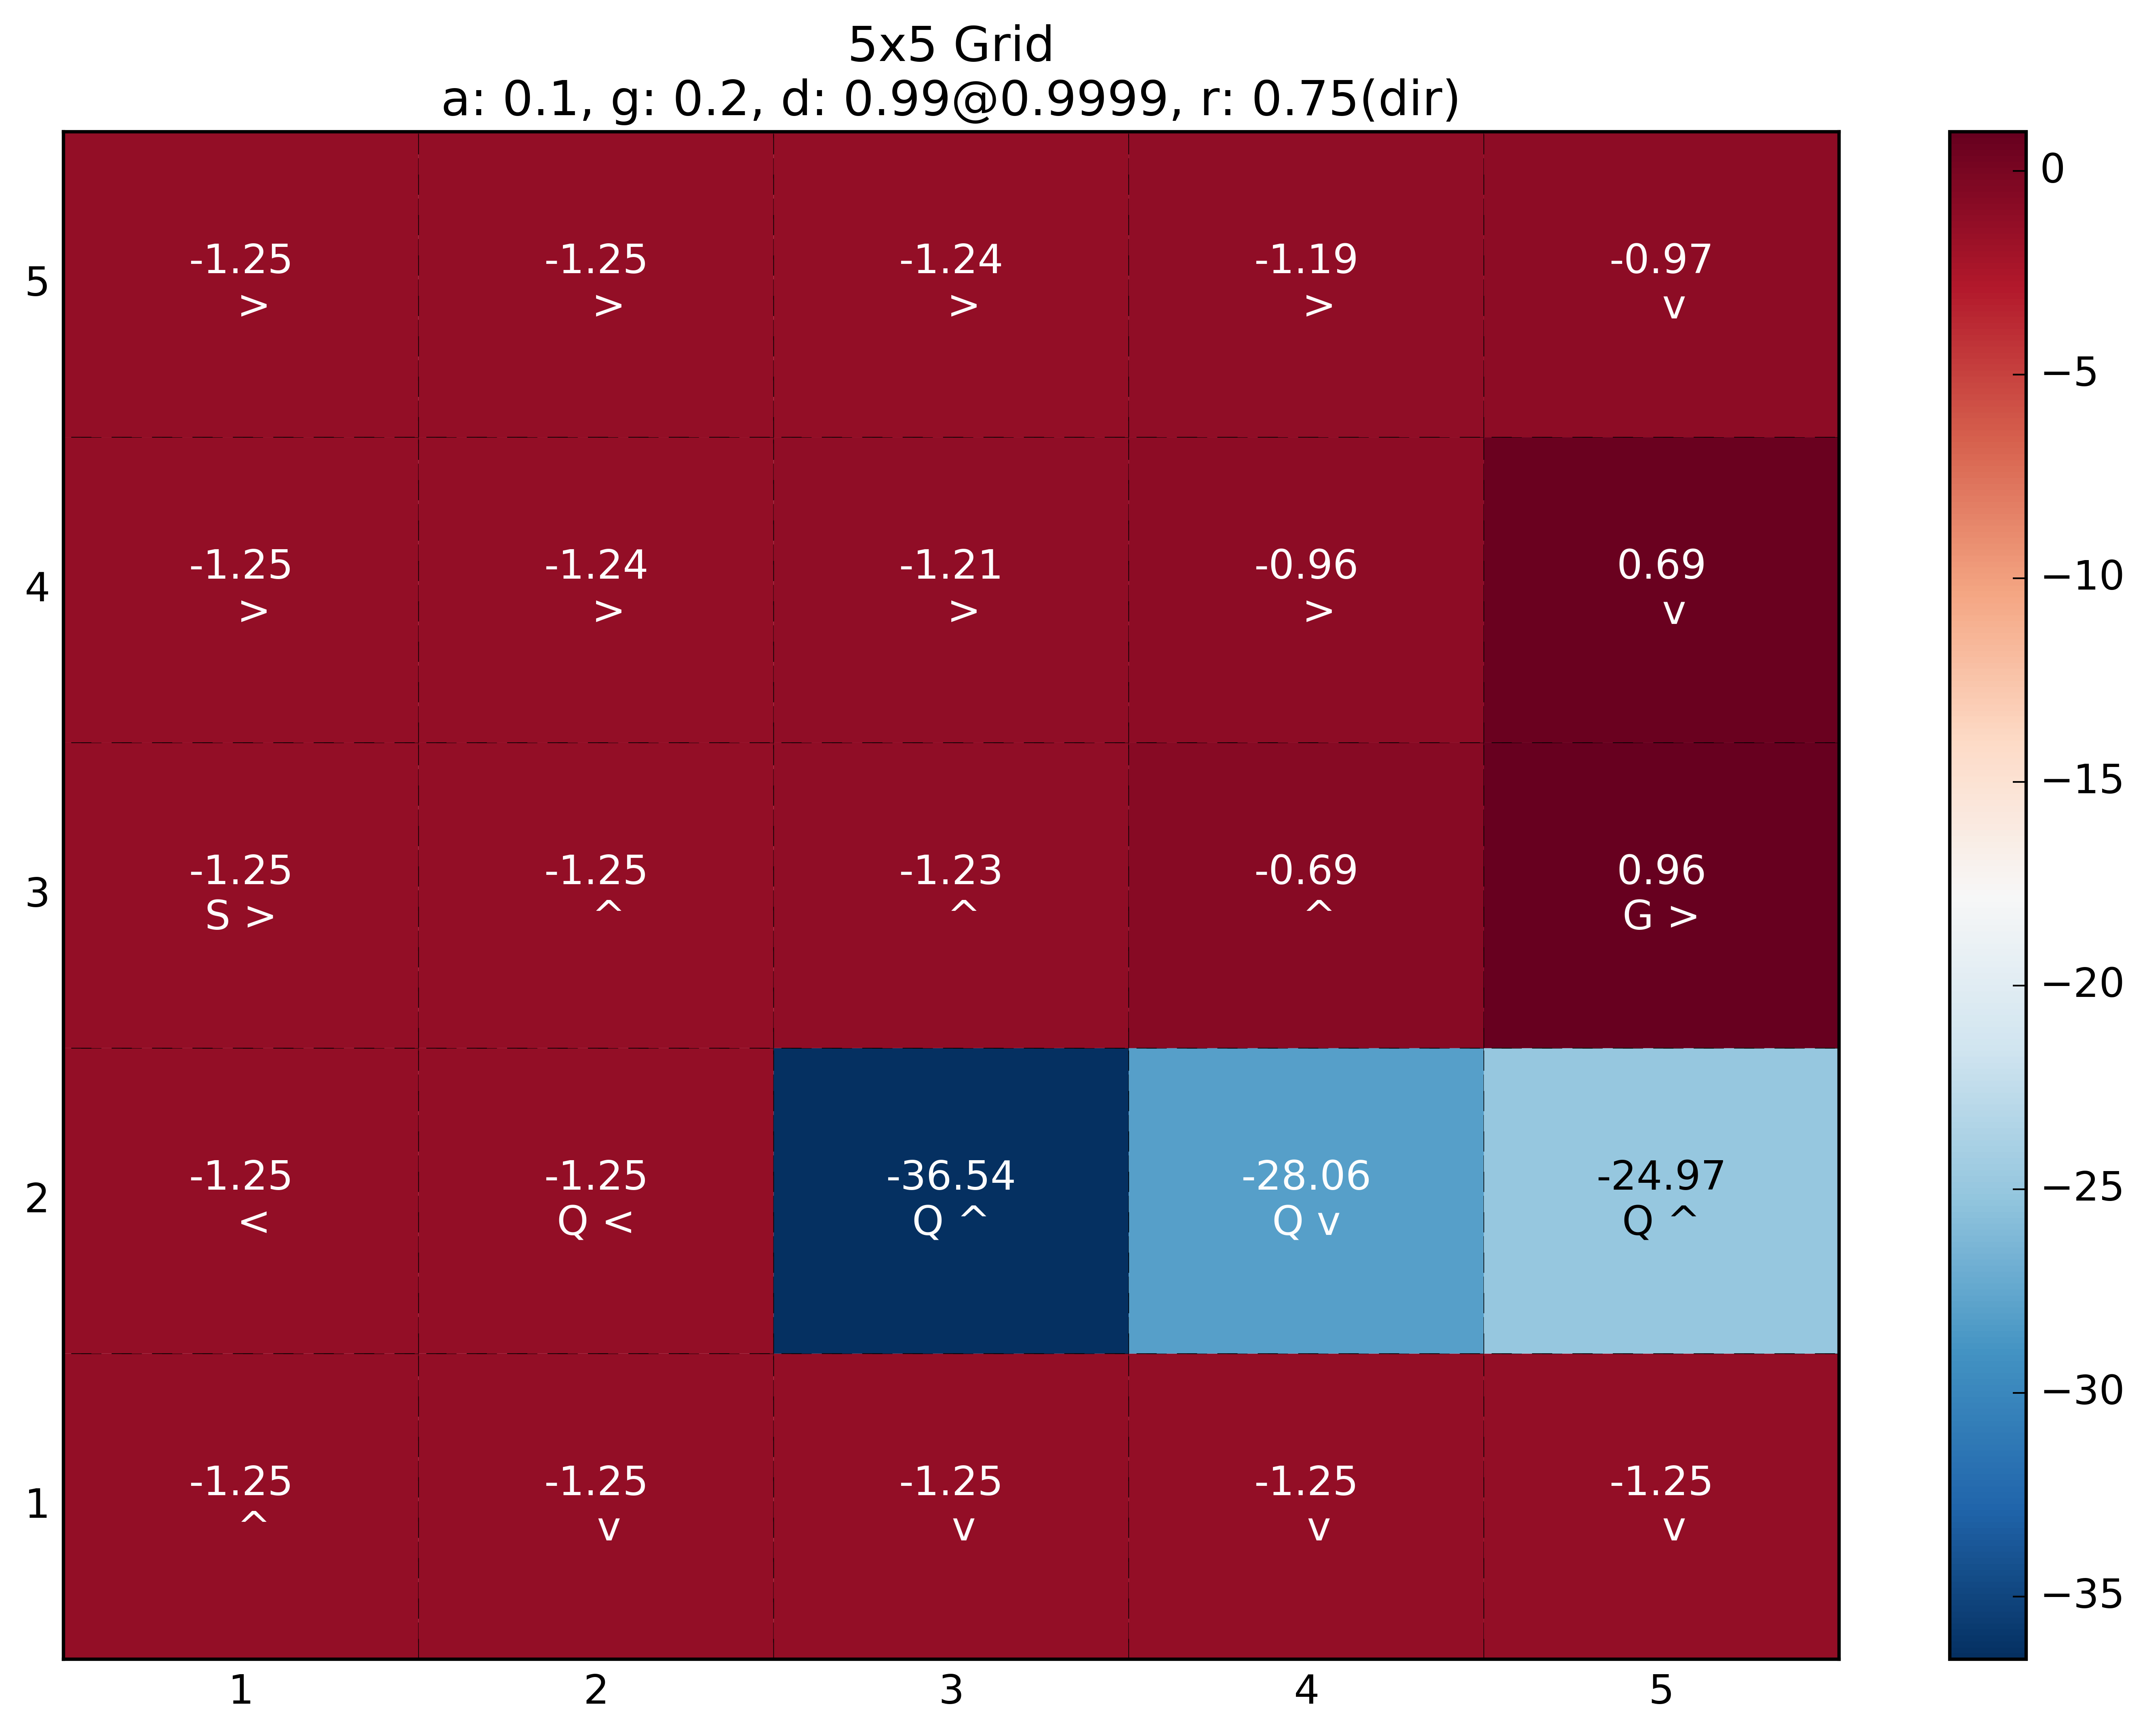 5x5 Grid
a: 0.1, g: 0.2, d: 0.99@0.9999, r: 0.75(dir)
5
-1.25 -1.25 -1.24 -1.19 -0.97
> > > > v
4
-1.25 -1.24 -1.21 -0.96 0.69
> > > > v
3
-1.25 -1.25 -1.23 -0.69 0.96
S > ^ ^ ^ G >
2
-1.25 -1.25 -36.54 -28.06 -24.97
< Q < Q ^ Q v Q ^
1
-1.25 -1.25 -1.25 -1.25 -1.25
^ v v v v
1 2 3 4 5
0
−5
−10
−15
−20
−25
−30
−35